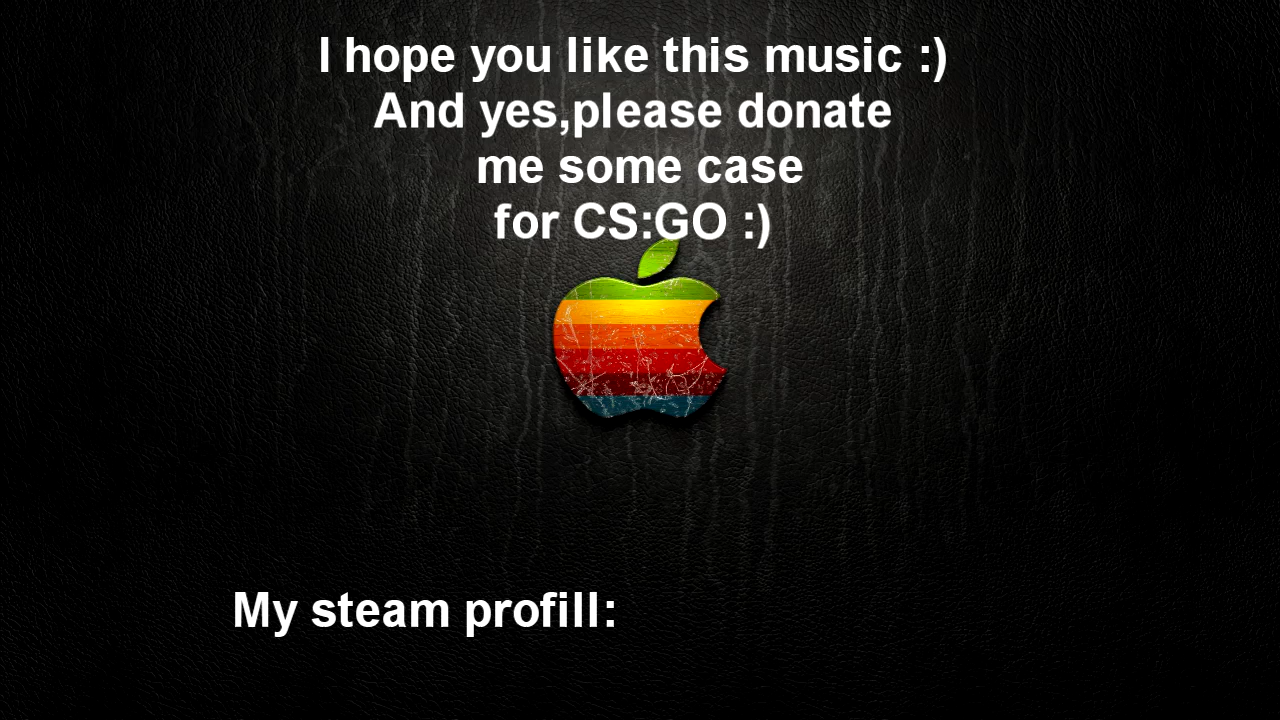 I hope you like this music :)
And yes,please donate
me some case
for CS:GO :)
My steam profill: